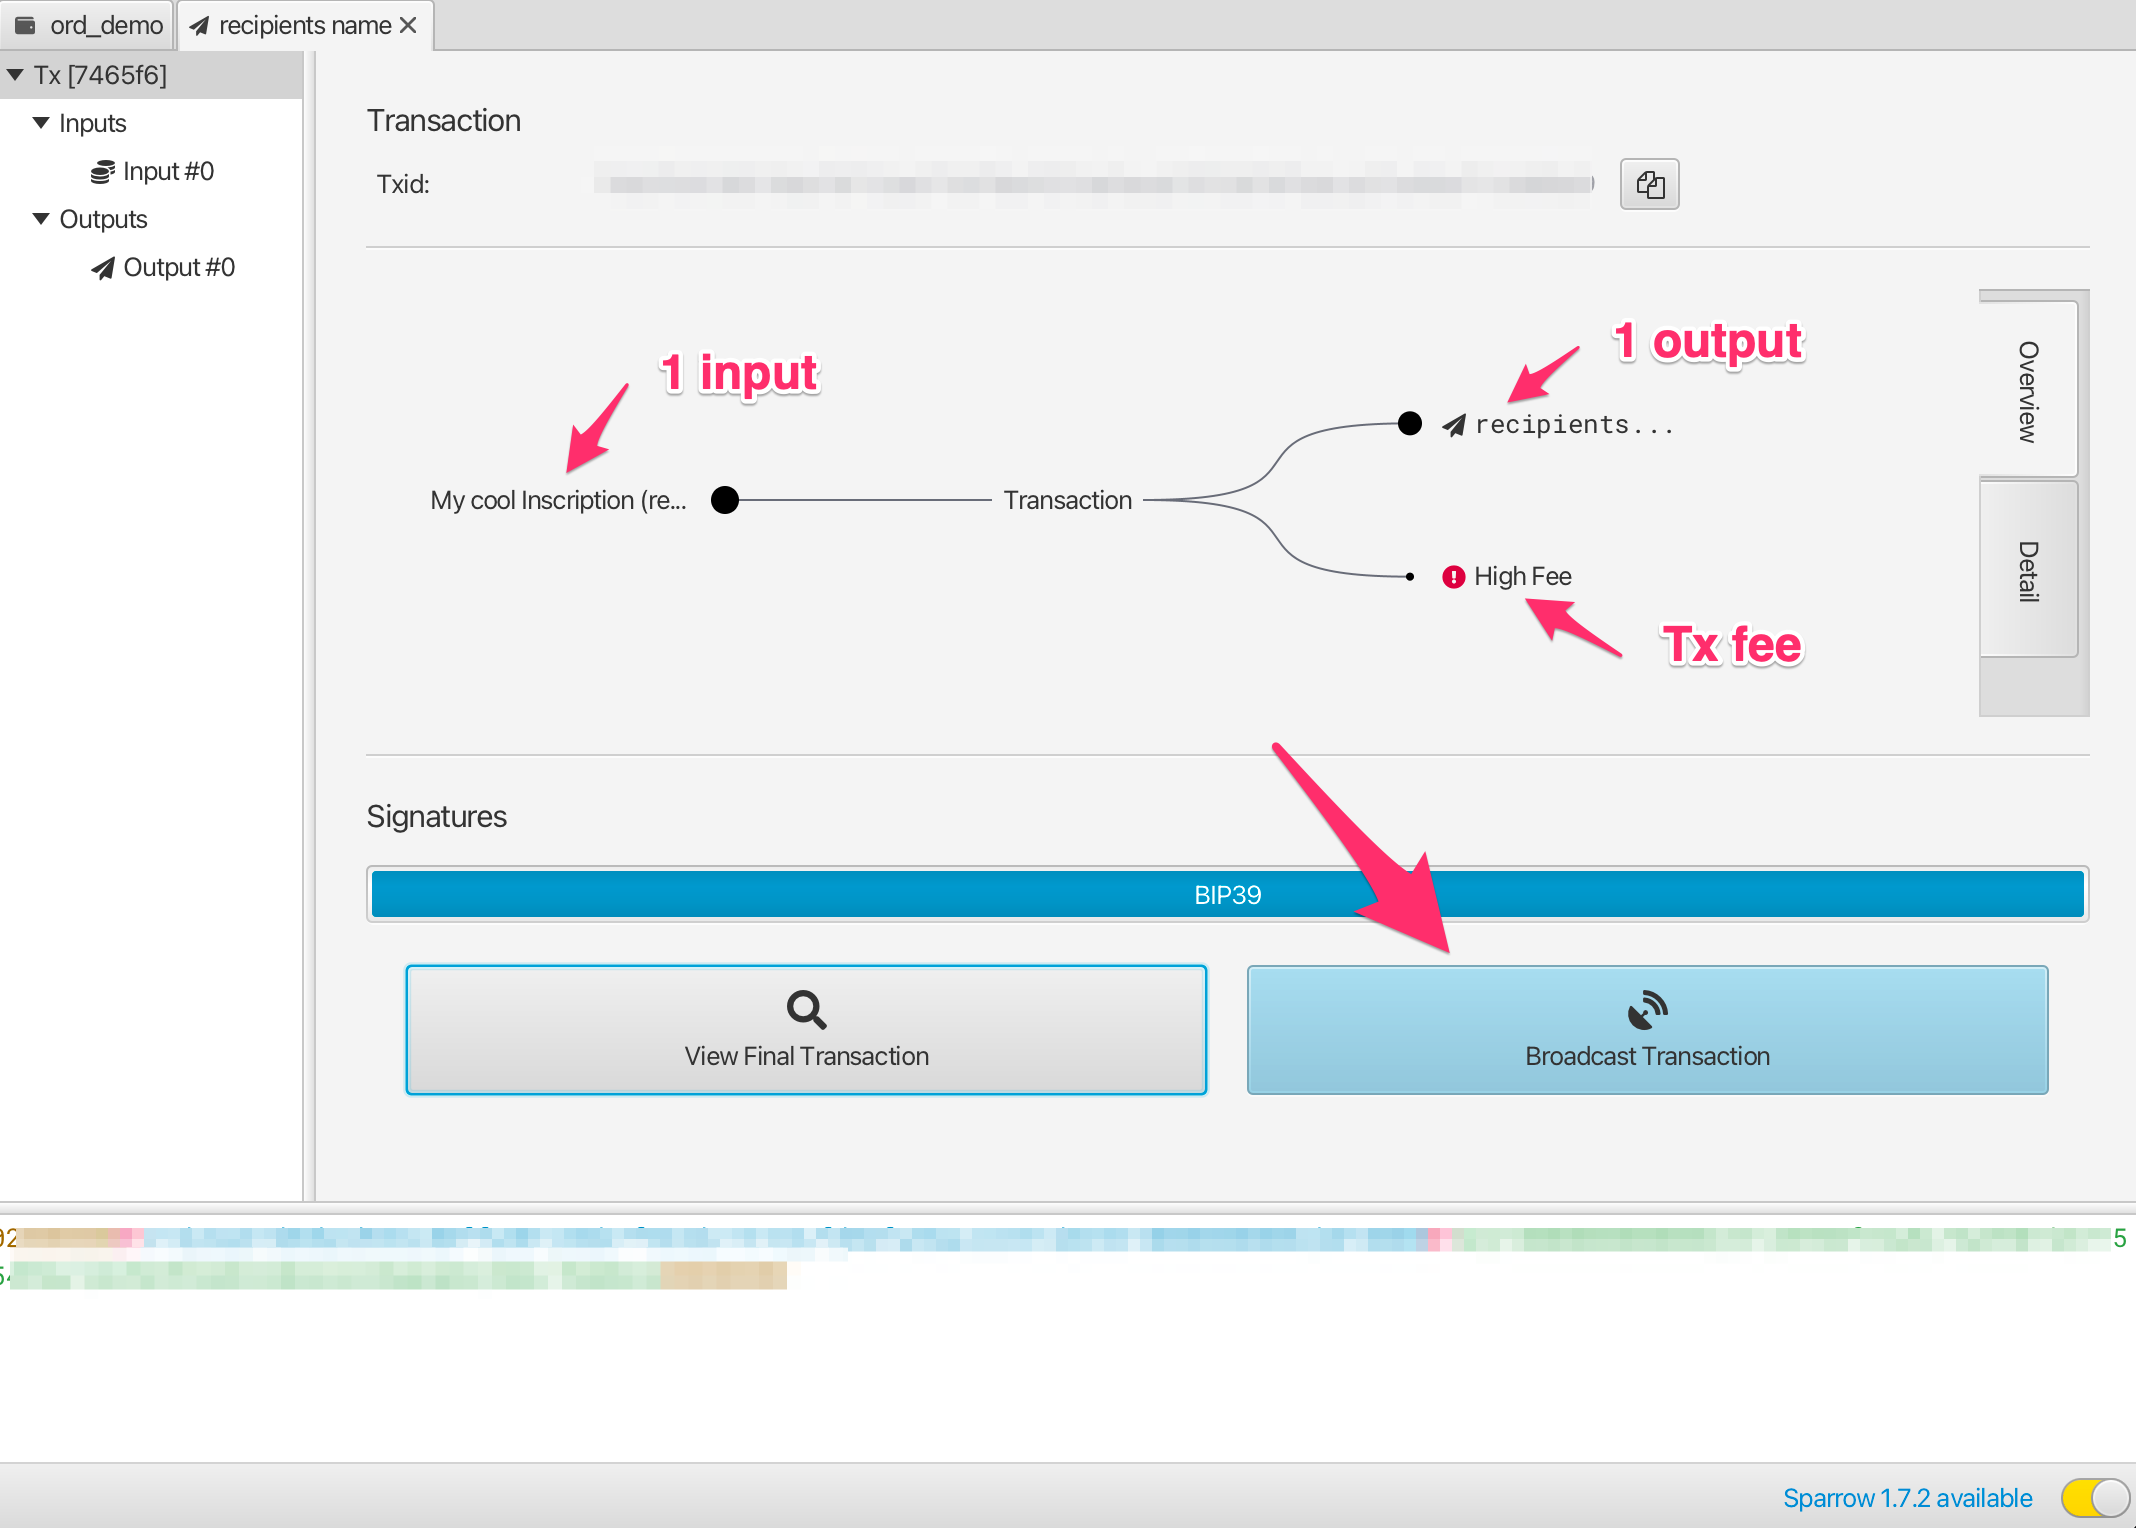 ord_demo
recipients name
Tx [7465f6]
Inputs
Input #0
Outputs
Output #0
Transaction
Txid:
1 input
1 output
recipients...
My cool Inscription (re...
Transaction
High Fee
Tx fee
Overview
Detail
Signatures
BIP39
View Final Transaction
Broadcast Transaction
Sparrow 1.7.2 available